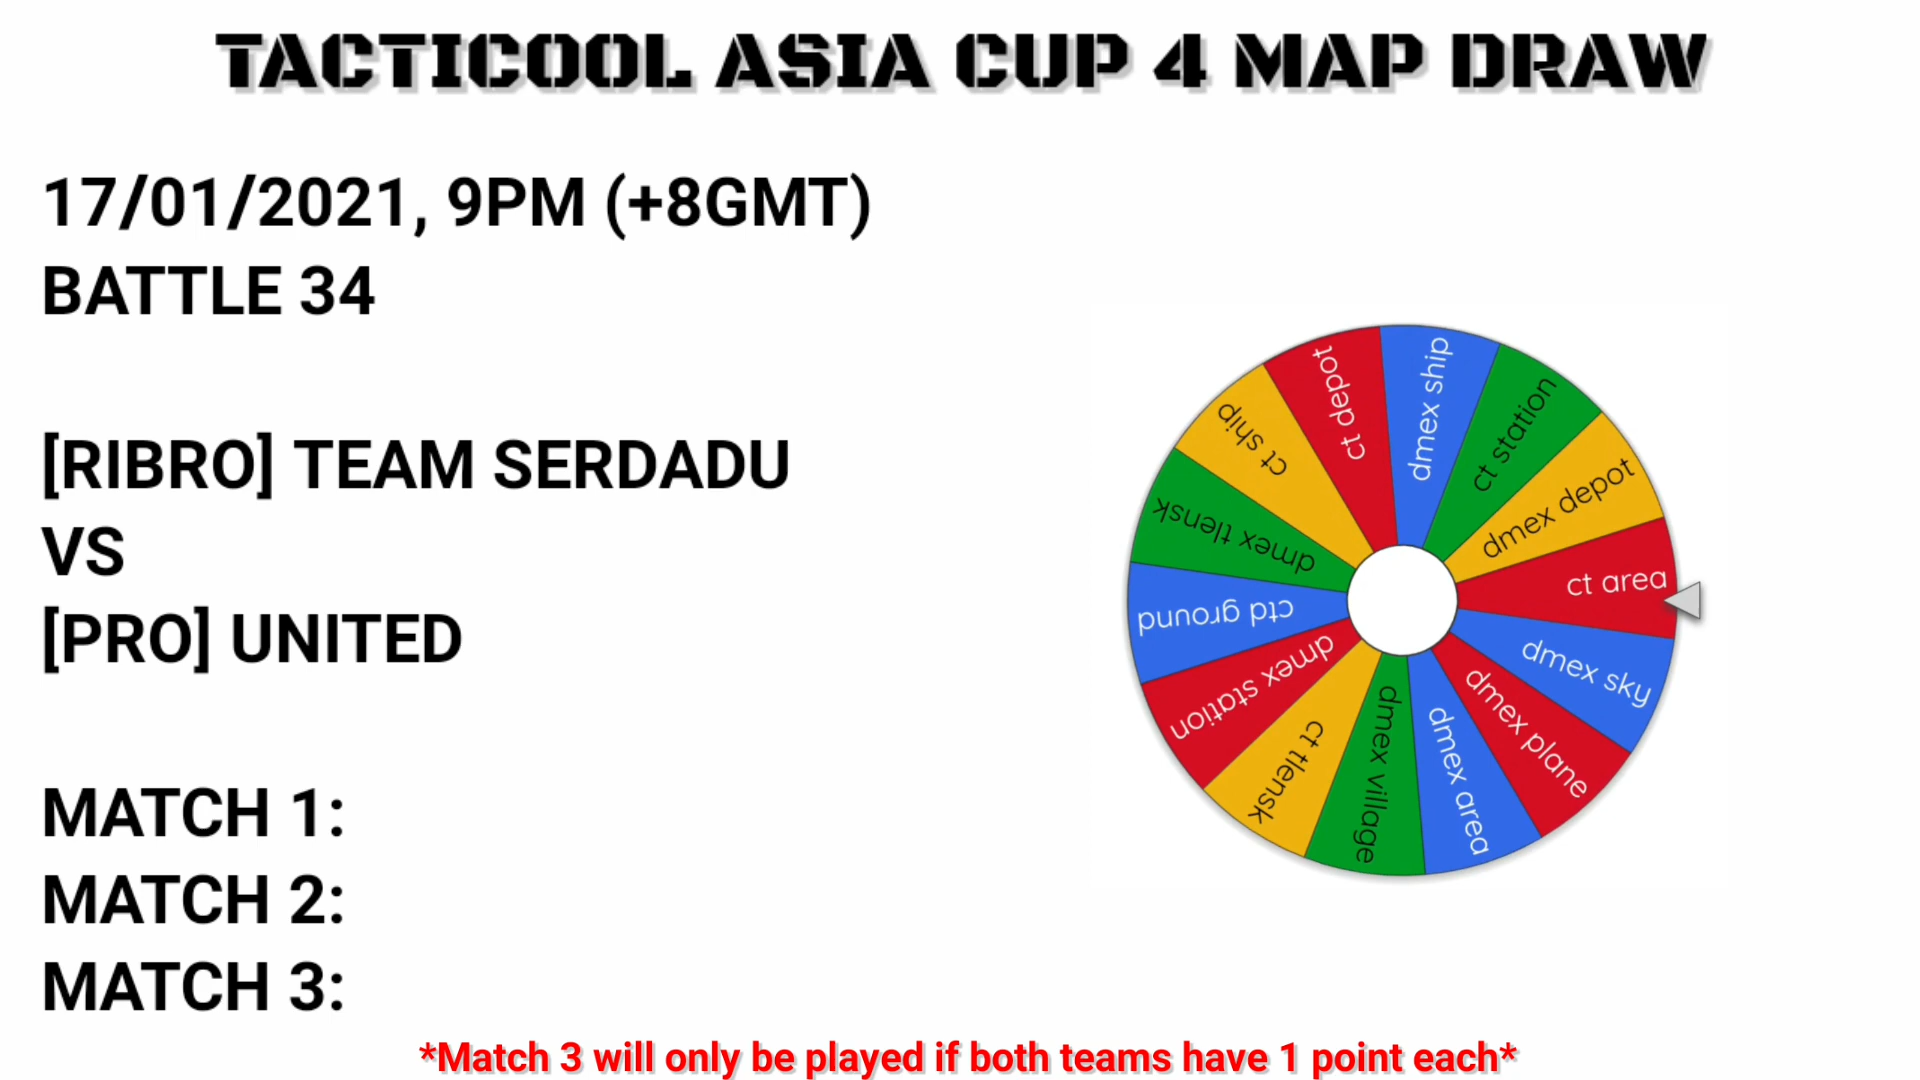 TACTICOOL ASIA CUP 4 MAP DRAW
17/01/2021, 9PM (+8GMT)
BATTLE 34
[RIBRO] TEAM SERDADU
VS
[PRO] UNITED
MATCH 1:
MATCH 2:
MATCH 3:
ct depot
dmex ship
ct station
dmex depot
ct area
dmex sky
dmex plane
dmex area
dmex village
ct tlensk
dmex station
ctd ground
dmex tlensk
ct ship
*Match 3 will only be played if both teams have 1 point each*